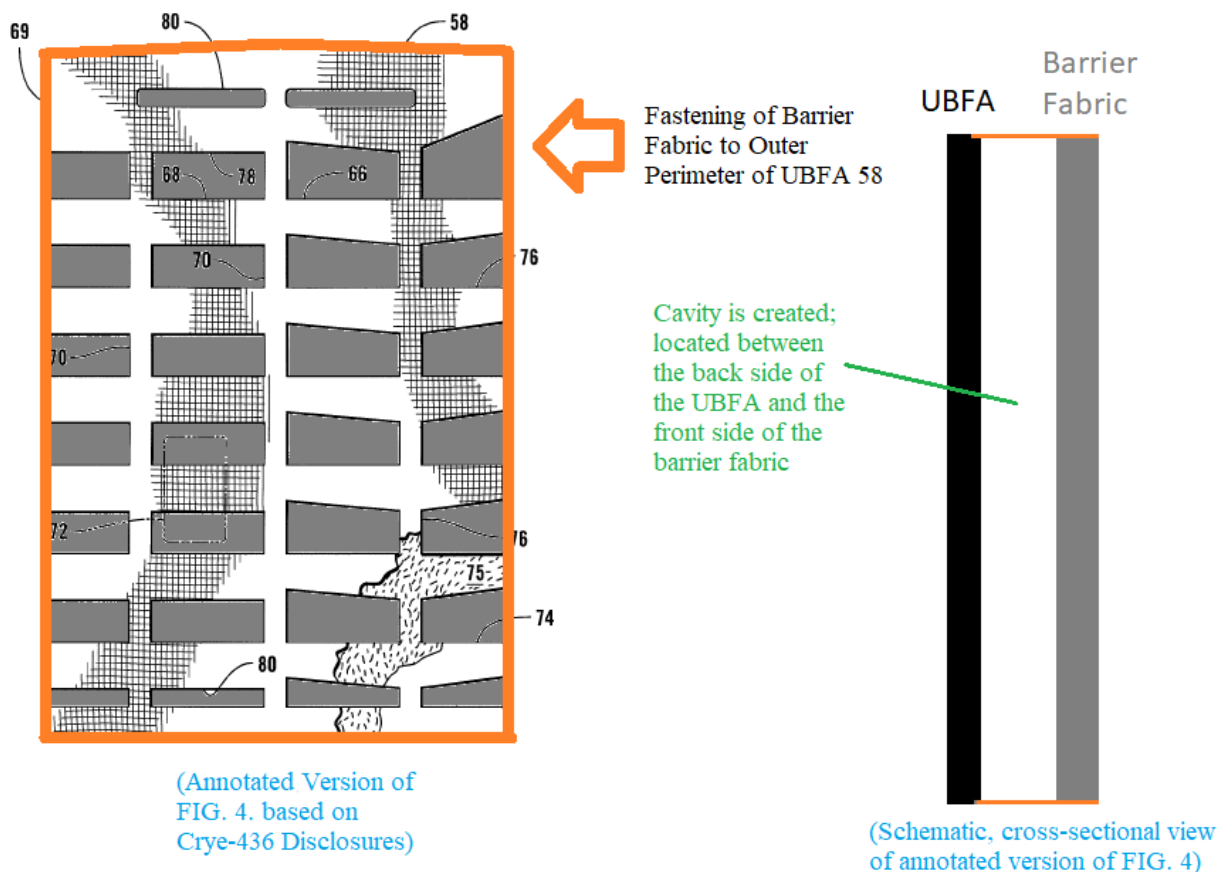 80
58
69
68
78
66
70
76
70
72
76
75
74
80
Fastening of Barrier
Fabric to Outer
Perimeter of UBFA 58
(Annotated Version of
FIG. 4. based on
Crye-436 Disclosures)
UBFA
Barrier
Fabric
Cavity is created;
located between
the back side of
the UBFA and the
front side of the
barrier fabric
(Schematic, cross-sectional view
of annotated version of FIG. 4)